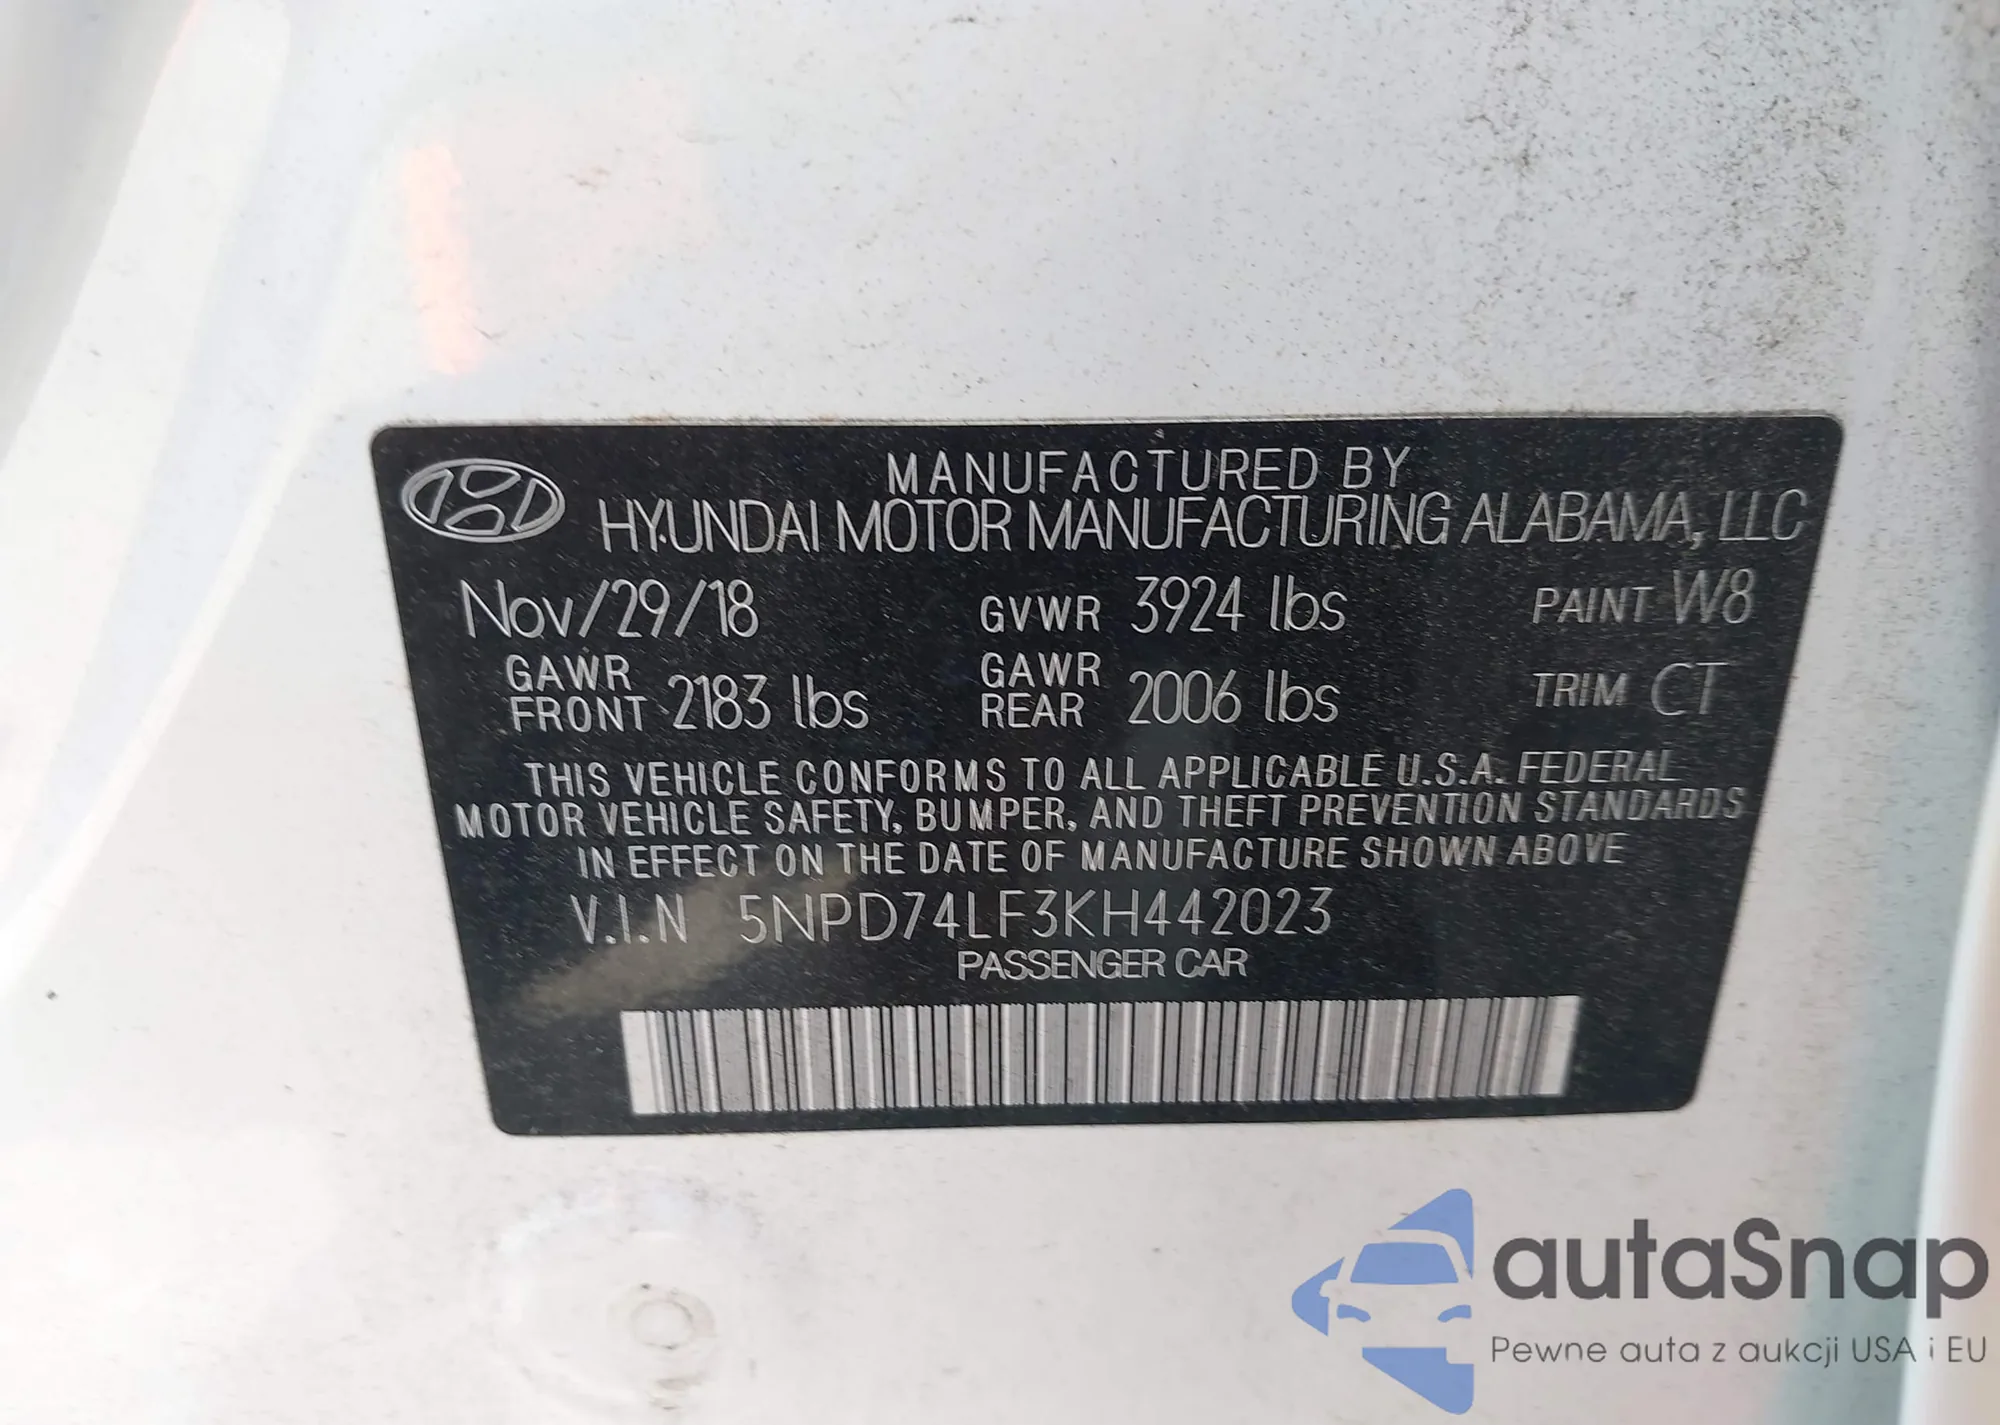 MANUFACTURED BY
HYUNDAI MOTOR MANUFACTURING ALABAMA, LLC
Nov/29/18 GVWR 3924 lbs PAINT W8
GAWR FRONT 2183 lbs GAWR REAR 2006 lbs TRIM CT
THIS VEHICLE CONFORMS TO ALL APPLICABLE U.S.A. FEDERAL
MOTOR VEHICLE SAFETY, BUMPER, AND THEFT PREVENTION STANDARDS
IN EFFECT ON THE DATE OF MANUFACTURE SHOWN ABOVE
V.I.N 5NPD74LF3KH442023
PASSENGER CAR
autaSnap
Pewne auta z aukcji USA i EU